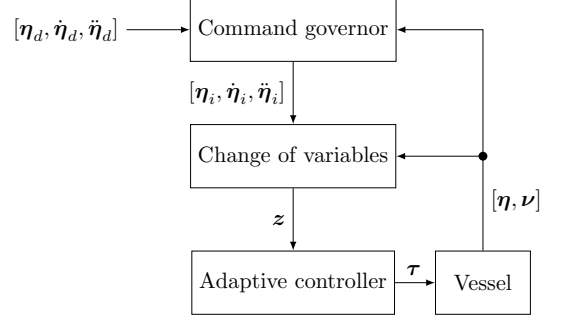 [η_d, η̇_d, η̈_d]
Command governor
[η_i, η̇_i, η̈_i]
Change of variables
[η, ν]
z
Adaptive controller
τ
Vessel